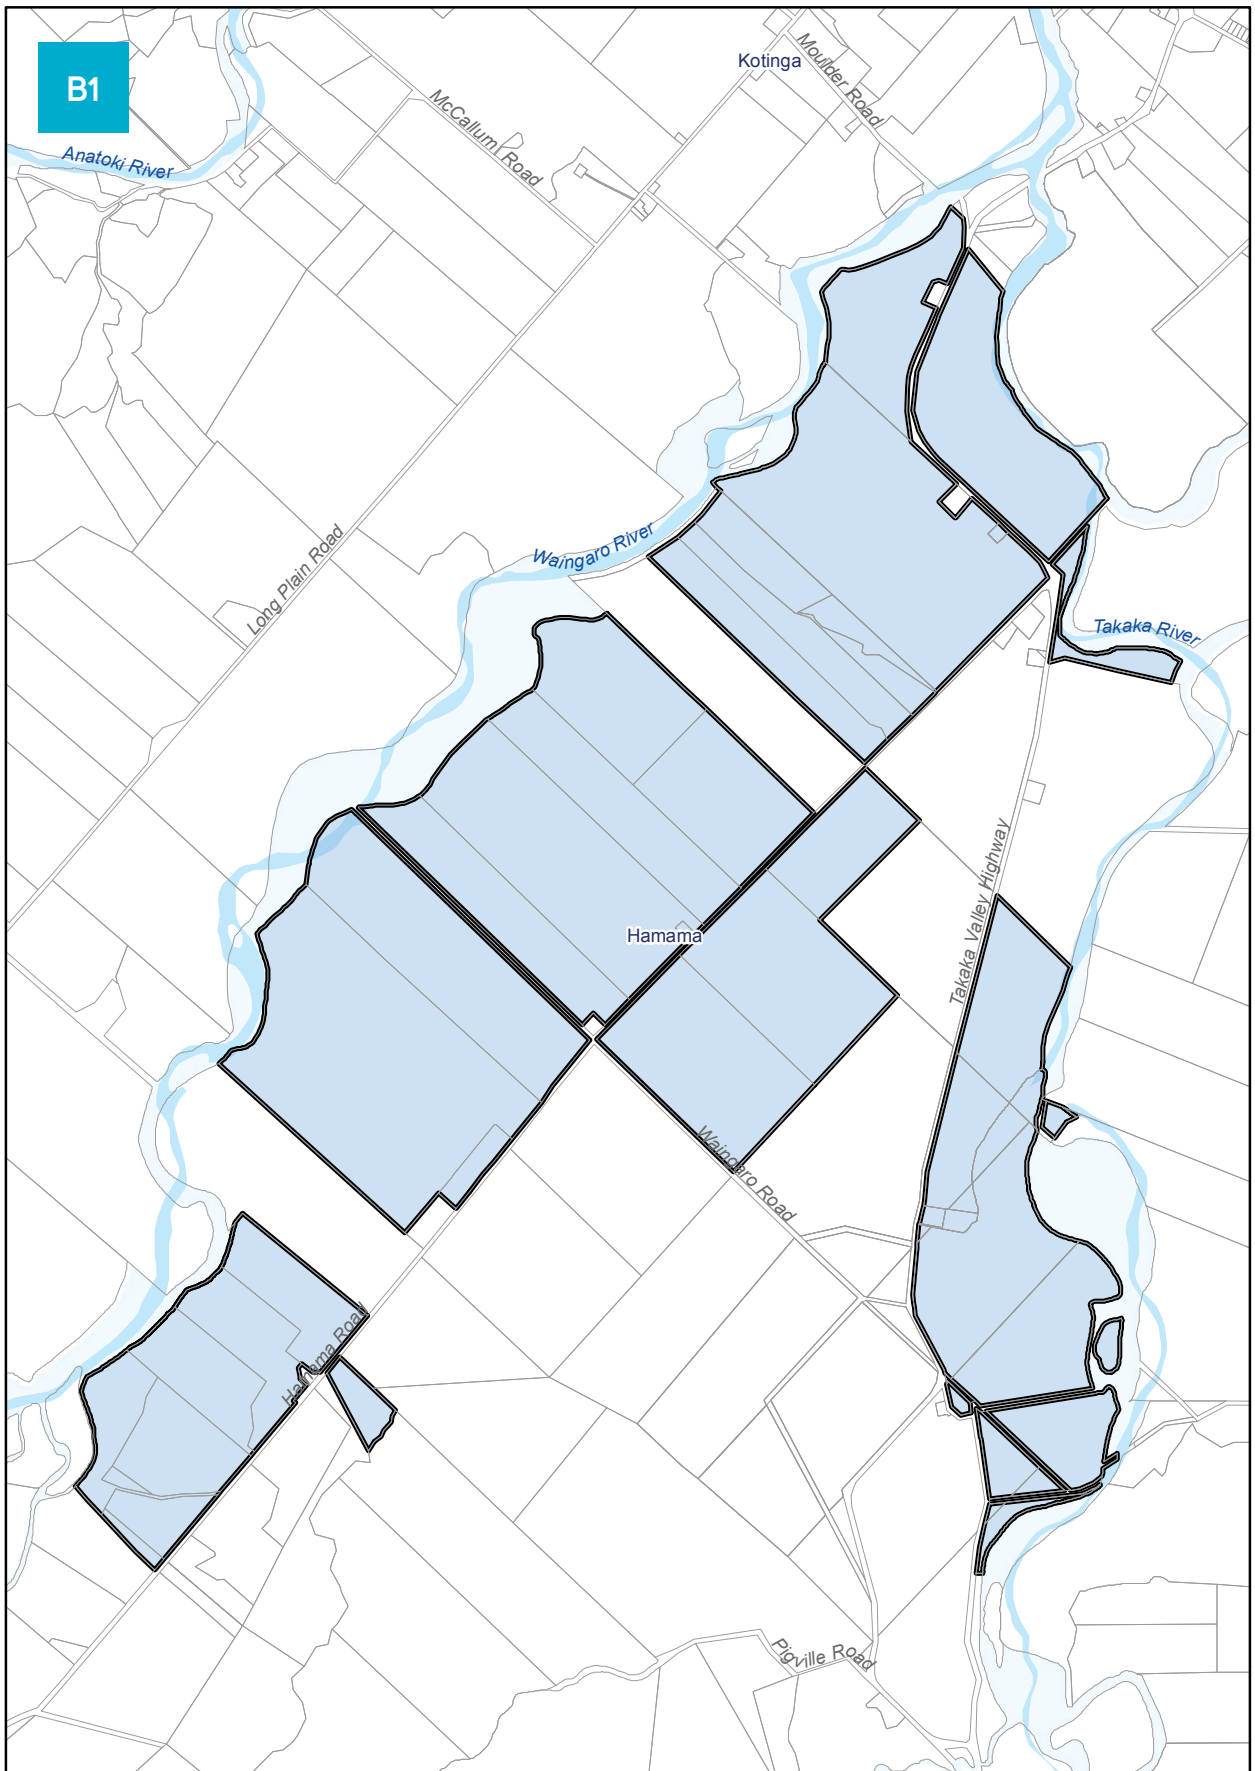 B1
Kotinga
Moulder Road
McCallum Road
Anatoki River
Long Plain Road
Waingaro River
Takaka River
Takaka Valley Highway
Hamama
Waingaro Road
Hamama Road
Pigville Road